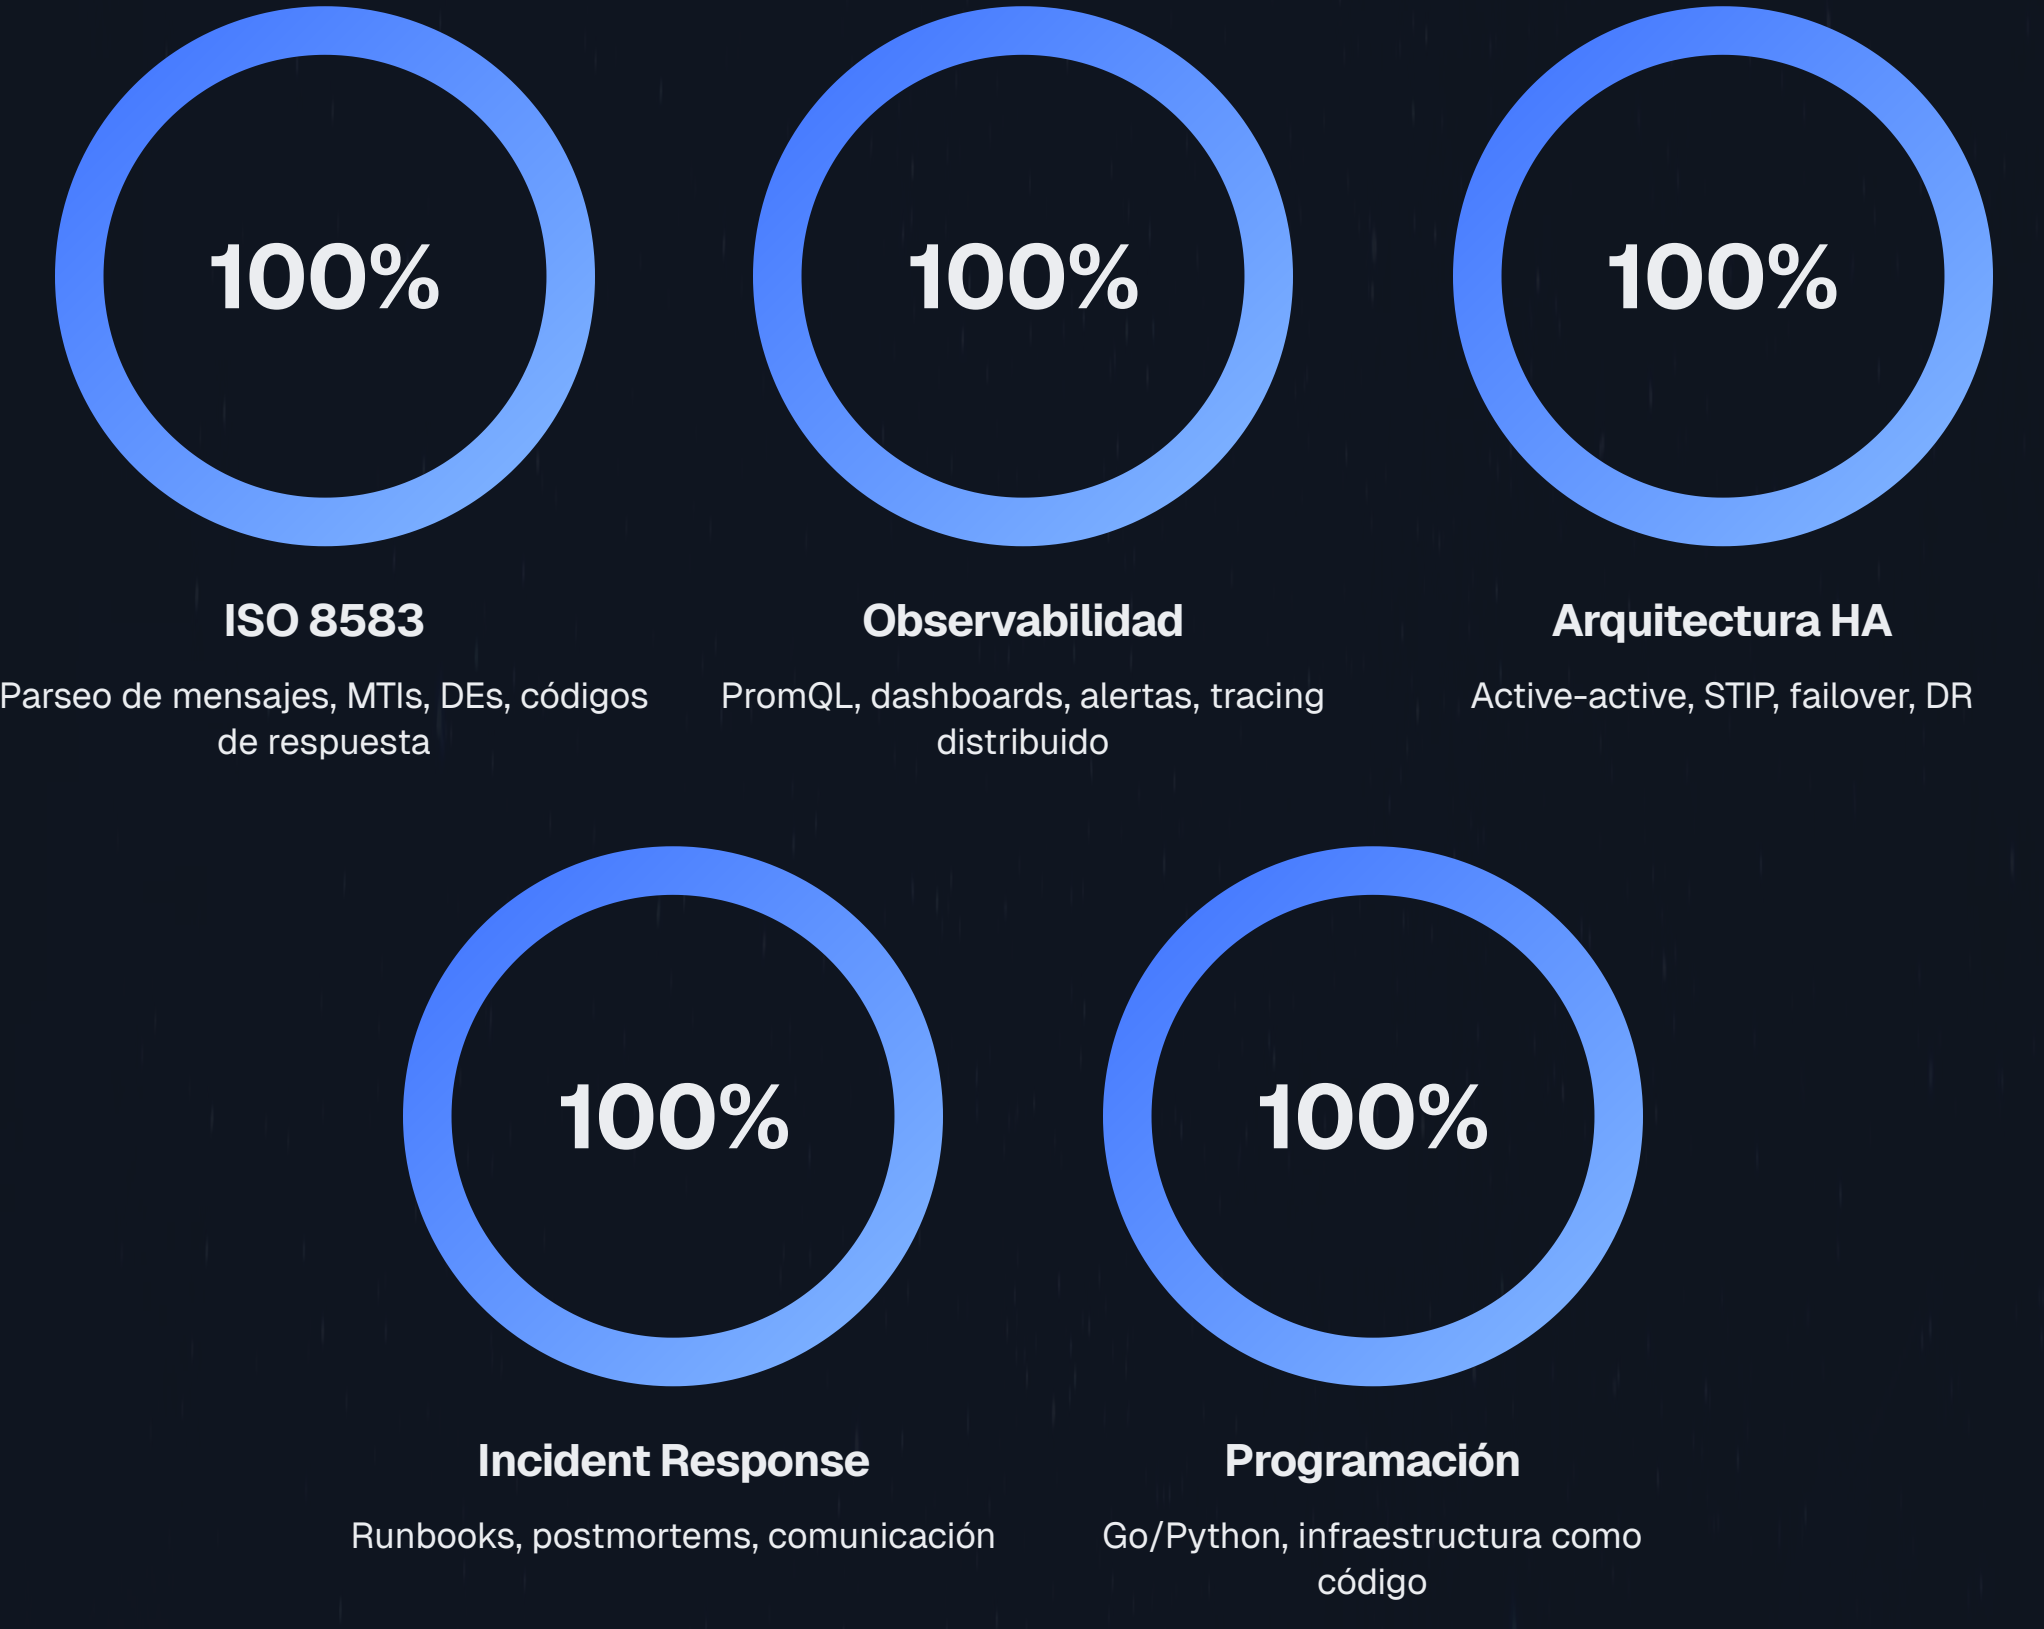 100%
100%
100%
ISO 8583
Observabilidad
Arquitectura HA
Parseo de mensajes, MTIs, DEs, códigos
de respuesta
PromQL, dashboards, alertas, tracing
distribuido
Active-active, STIP, failover, DR
100%
100%
Incident Response
Programación
Runbooks, postmortems, comunicación
Go/Python, infraestructura como
código